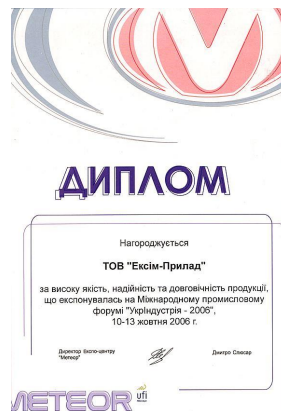 ДИПЛОМ
Нагороджується
ТОВ "Ексім-Прилад"
за високу якість, надійність та довговічність продукції,
що експонувалась на Міжнародному промисловому
форумі "УкрІндустрія - 2006",
10-13 жовтня 2006 г.
Директор Експо-центру
"Метеор"
Дмитро Слюсар
METEOR
ufi